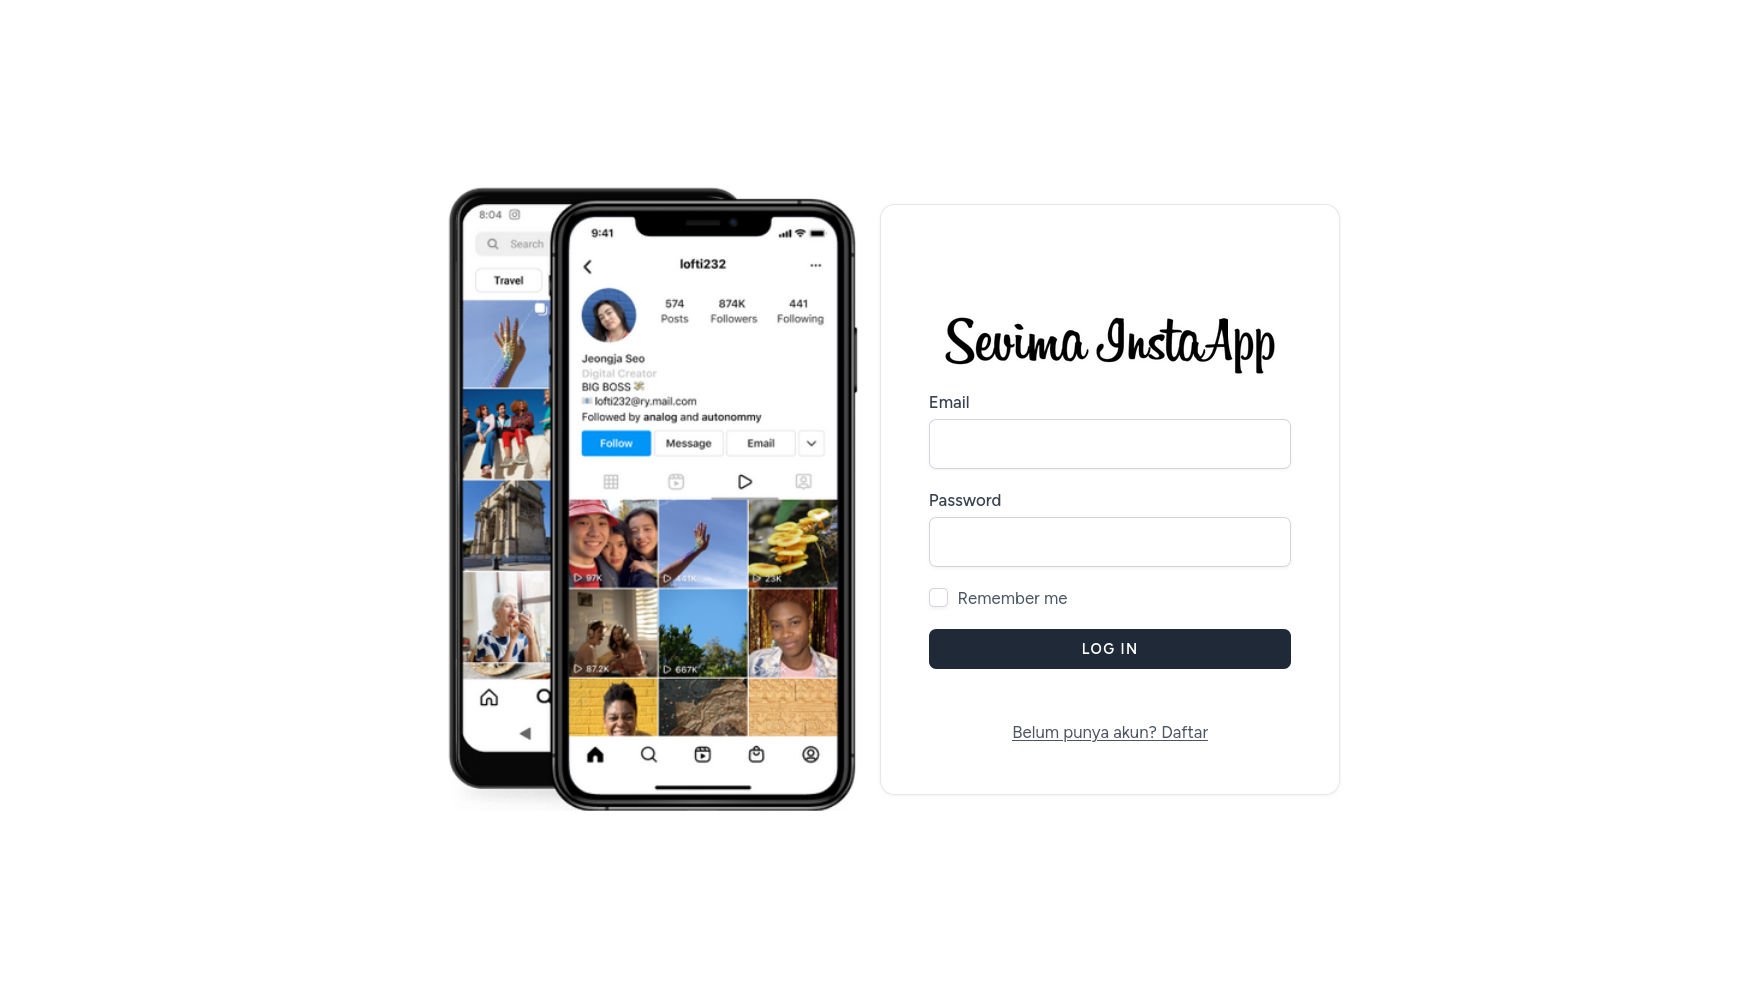 8:04
Search
Travel
9:41
lofti232
574 874K 441
Posts Followers Following
Jeongja Seo
Digital Creator
BIG BOSS
lofti232@ry.mail.com
Followed by analog and autonommy
Follow Message Email
97K 441K 23K
87.2K 667K
Sevima InstaApp
Email
Password
Remember me
LOG IN
Belum punya akun? Daftar